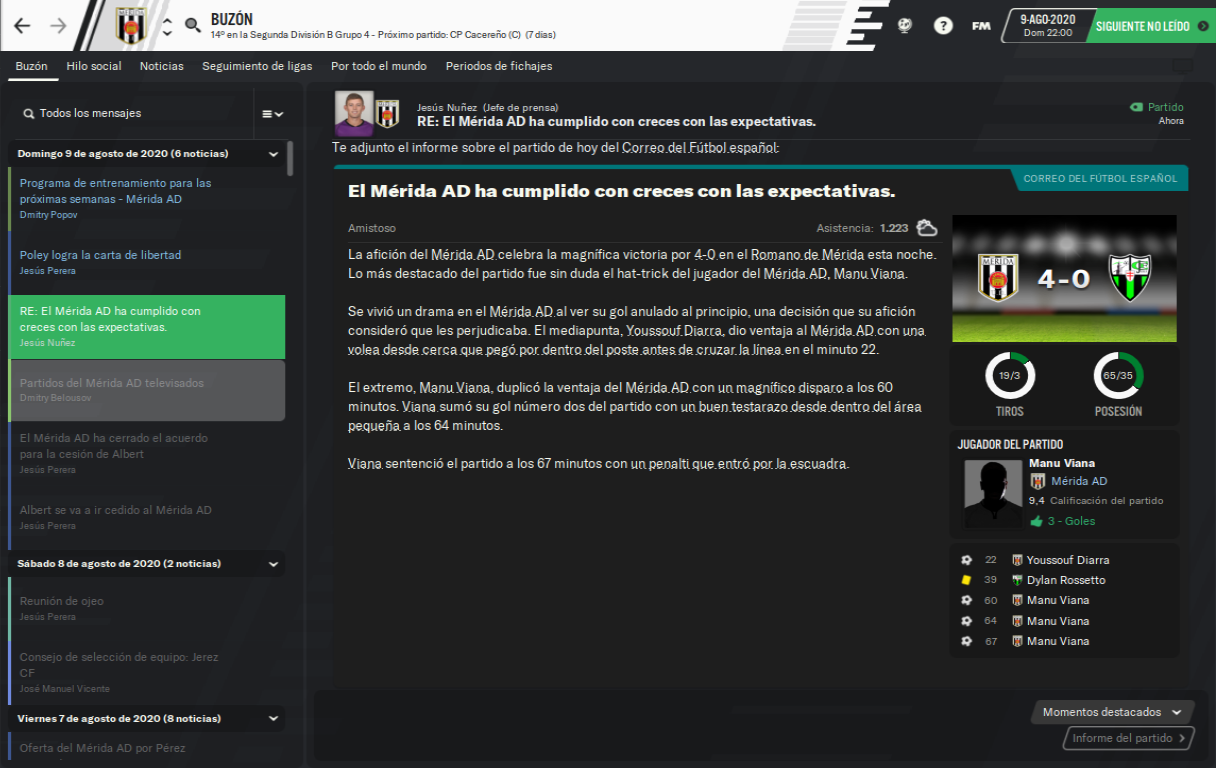 BUZÓN
14º en la Segunda División B Grupo 4 - Próximo partido: CP Cacereño (C) (7 días)
FM
9-AGO-2020
Dom 22:00
SIGUIENTE NO LEÍDO
Buzón
Hilo social
Noticias
Seguimiento de ligas
Por todo el mundo
Periodos de fichajes
Todos los mensajes
Domingo 9 de agosto de 2020 (6 noticias)
Programa de entrenamiento para las
próximas semanas - Mérida AD
Dmitry Popov
Poley logra la carta de libertad
Jesús Perera
RE: El Mérida AD ha cumplido con
creces con las expectativas.
Jesús Nuñez
Partidos del Mérida AD televisados
Dmitry Belousov
El Mérida AD ha cerrado el acuerdo
para la cesión de Albert
Jesús Perera
Albert se va a ir cedido al Mérida AD
Jesús Perera
Sábado 8 de agosto de 2020 (2 noticias)
Reunión de ojeo
Jesús Perera
Consejo de selección de equipo: Jerez
CF
José Manuel Vicente
Viernes 7 de agosto de 2020 (8 noticias)
Oferta del Mérida AD por Pérez
Jesús Nuñez (Jefe de prensa)
RE: El Mérida AD ha cumplido con creces con las expectativas.
Partido
Ahora
Te adjunto el informe sobre el partido de hoy del Correo del Fútbol español:
CORREO DEL FÚTBOL ESPAÑOL
El Mérida AD ha cumplido con creces con las expectativas.
Amistoso
Asistencia: 1.223
La afición del Mérida AD celebra la magnífica victoria por 4-0 en el Romano de Mérida esta noche.
Lo más destacado del partido fue sin duda el hat-trick del jugador del Mérida AD, Manu Viana.
Se vivió un drama en el Mérida AD al ver su gol anulado al principio, una decisión que su afición
consideró que les perjudicaba. El mediapunta, Youssouf Diarra, dio ventaja al Mérida AD con una
volea desde cerca que pegó por dentro del poste antes de cruzar la línea en el minuto 22.
El extremo, Manu Viana, duplicó la ventaja del Mérida AD con un magnífico disparo a los 60
minutos. Viana sumó su gol número dos del partido con un buen testarazo desde dentro del área
pequeña a los 64 minutos.
Viana sentenció el partido a los 67 minutos con un penalti que entró por la escuadra.
MÉRIDA
4-0
19/3
TIROS
65/35
POSESIÓN
JUGADOR DEL PARTIDO
Manu Viana
Mérida AD
9,4 Calificación del partido
3 - Goles
22 Youssouf Diarra
39 Dylan Rossetto
60 Manu Viana
64 Manu Viana
67 Manu Viana
Momentos destacados
Informe del partido